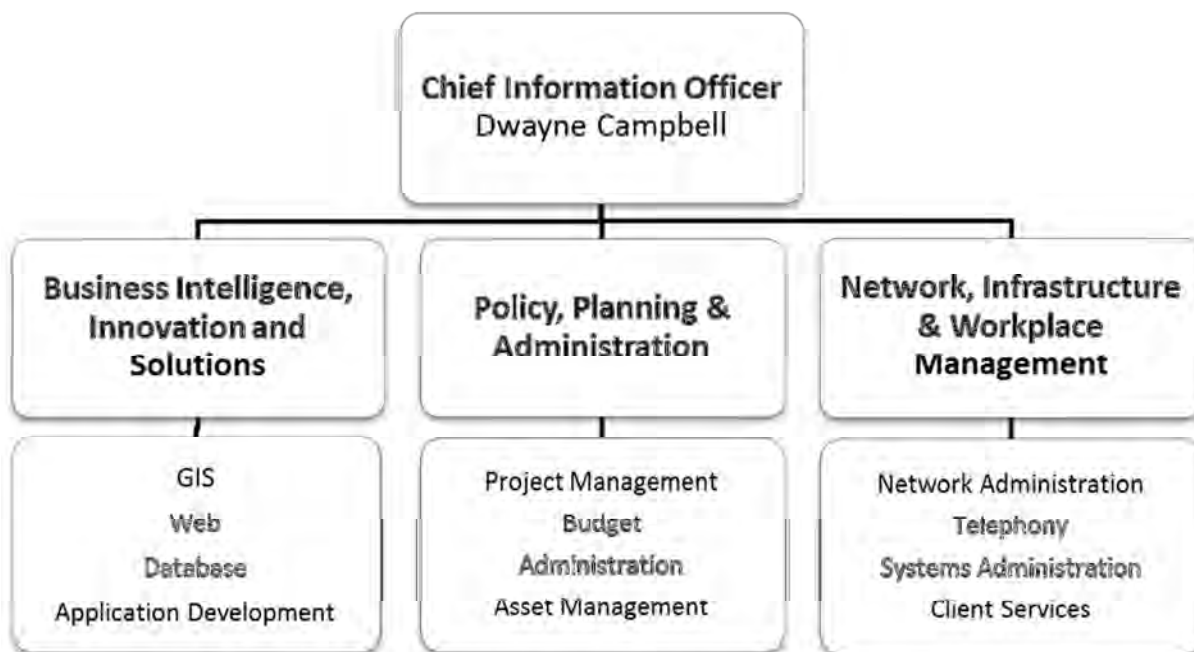 Chief Information Officer
Dwayne Campbell
Business Intelligence,
Innovation and
Solutions
Policy, Planning &
Administration
Network, Infrastructure
& Workplace
Management
GIS
Web
Database
Application Development
Project Management
Budget
Administration
Asset Management
Network Administration
Telephony
Systems Administration
Client Services